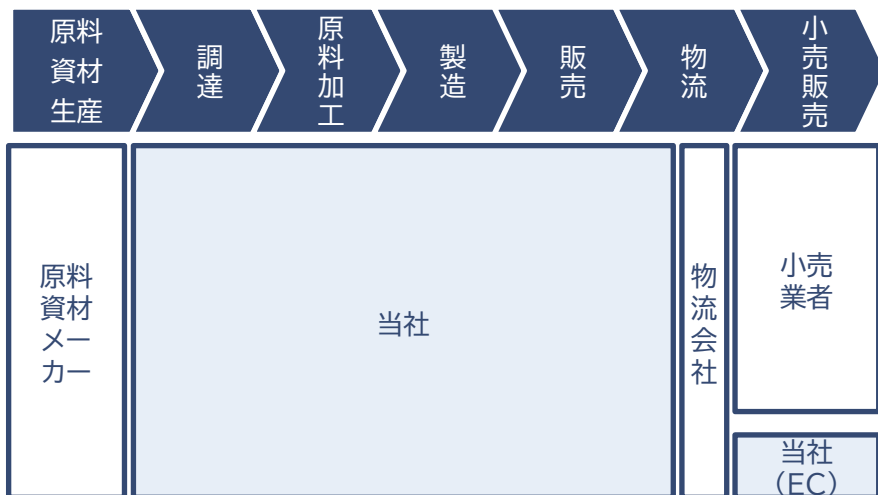 原料
資材
生産
調達
原料加工
製造
販売
物流
小売販売
原料
資材
メー
カー
当社
物流会社
小売
業者
当社
（EC）